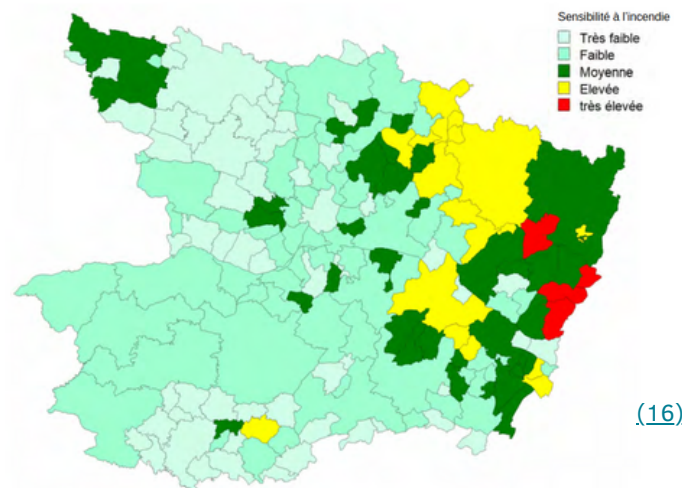 Sensibilité à l'incendie
Très faible
Faible
Moyenne
Elevée
très élevée
(16)